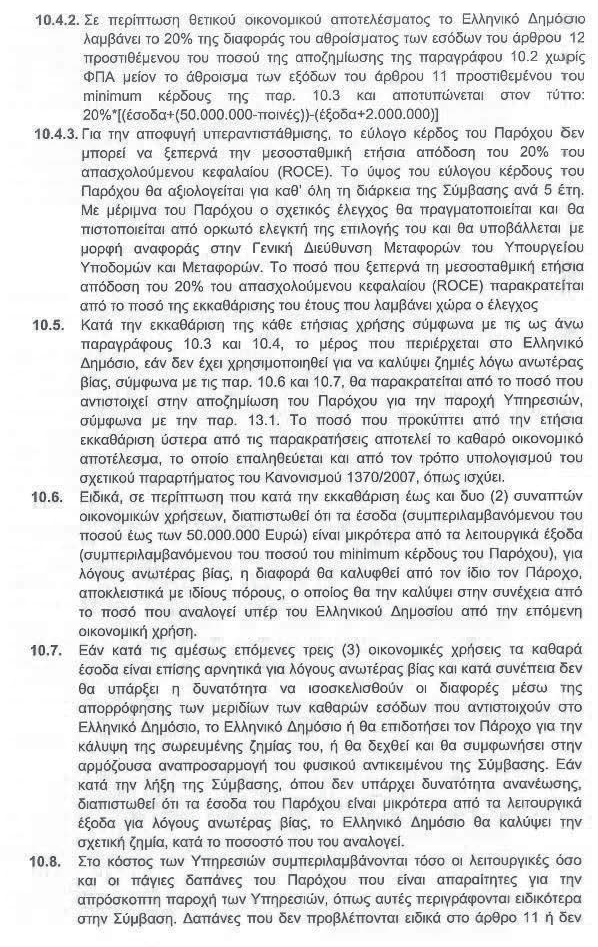 10.4.2. Σε περίπτωση θετικού οικονομικού αποτελέσματος το Ελληνικό Δημόσιο
λαμβάνει το 20% της διαφοράς του αθροίσματος των εσόδων του άρθρου 12
προστιθέμενου του ποσού της αποζημίωσης της παραγράφου 10.2 χωρίς
ΦΠΑ μείον το άθροισμα των εξόδων του άρθρου 11 προστιθεμένου του
minimum κέρδους της παρ. 10.3 και αποτυπώνεται στον τύπο:
20%*[(έσοδα+(50.000.000-ποινές))-(έξοδα+2.000.000)]
10.4.3. Για την αποφυγή υπεραντιστάθμισης, το εύλογο κέρδος του Παρόχου δεν
μπορεί να ξεπερνά την μεσοσταθμική ετήσια απόδοση του 20% του
απασχολούμενου κεφαλαίου (ROCE). Το ύψος του εύλογου κέρδους του
Παρόχου θα αξιολογείται για καθ' όλη τη διάρκεια της Σύμβασης ανά 5 έτη.
Με μέριμνα του Παρόχου ο σχετικός έλεγχος θα πραγματοποιείται και θα
πιστοποιείται από ορκωτό ελεγκτή της επιλογής του και θα υποβάλλεται με
μορφή αναφοράς στην Γενική Διεύθυνση Μεταφορών του Υπουργείου
Υποδομών και Μεταφορών. Το ποσό που ξεπερνά τη μεσοσταθμική ετήσια
απόδοση του 20% του απασχολούμενου κεφαλαίου (ROCE) παρακρατείται
από το ποσό της εκκαθάρισης του έτους που λαμβάνει χώρα ο έλεγχος
10.5. Κατά την εκκαθάριση της κάθε ετήσιας χρήσης σύμφωνα με τις ως άνω
παραγράφους 10.3 και 10.4, το μέρος που περιέρχεται στο Ελληνικό
Δημόσιο, εάν δεν έχει χρησιμοποιηθεί για να καλύψει ζημιές λόγω ανωτέρας
βίας, σύμφωνα με τις παρ. 10.6 και 10.7, θα παρακρατείται από το ποσό που
αντιστοιχεί στην αποζημίωση του Παρόχου για την παροχή Υπηρεσιών,
σύμφωνα με την παρ. 13.1. Το ποσό που προκύπτει από την ετήσια
εκκαθάριση ύστερα από τις παρακρατήσεις αποτελεί το καθαρό οικονομικό
αποτέλεσμα, το οποίο επαληθεύεται και από τον τρόπο υπολογισμού του
σχετικού παραρτήματος του Κανονισμού 1370/2007, όπως ισχύει.
10.6. Ειδικά, σε περίπτωση που κατά την εκκαθάριση έως και δυο (2) συναπτών
οικονομικών χρήσεων, διαπιστωθεί ότι τα έσοδα (συμπεριλαμβανόμενου του
ποσού έως των 50.000.000 Ευρώ) είναι μικρότερα από τα λειτουργικά έξοδα
(συμπεριλαμβανόμενου του ποσού του minimum κέρδους του Παρόχου), για
λόγους ανωτέρας βίας, η διαφορά θα καλυφθεί από τον ίδιο τον Πάροχο,
αποκλειστικά με ιδίους πόρους, ο οποίος θα την καλύψει στην συνέχεια από
το ποσό που αναλογεί υπέρ του Ελληνικού Δημοσίου από την επόμενη
οικονομική χρήση.
10.7. Εάν κατά τις αμέσως επόμενες τρεις (3) οικονομικές χρήσεις τα καθαρά
έσοδα είναι επίσης αρνητικά για λόγους ανωτέρας βίας και κατά συνέπεια δεν
θα υπάρξει η δυνατότητα να ισοσκελισθούν οι διαφορές μέσω της
απορρόφησης των μεριδίων των καθαρών εσόδων που αντιστοιχούν στο
Ελληνικό Δημόσιο, το Ελληνικό Δημόσιο ή θα επιδοτήσει τον Πάροχο για την
κάλυψη της σωρευμένης ζημίας του, ή θα δεχθεί και θα συμφωνήσει στην
αρμόζουσα αναπροσαρμογή του φυσικού αντικειμένου της Σύμβασης. Εάν
κατά την λήξη της Σύμβασης, όπου δεν υπάρχει δυνατότητα ανανέωσης,
διαπιστωθεί ότι τα έσοδα του Παρόχου είναι μικρότερα από τα λειτουργικά
έξοδα για λόγους ανωτέρας βίας, το Ελληνικό Δημόσιο θα καλύψει την
σχετική ζημία, κατά το ποσοστό που του αναλογεί.
10.8. Στο κόστος των Υπηρεσιών συμπεριλαμβάνονται τόσο οι λειτουργικές όσο
και οι πάγιες δαπάνες του Παρόχου που είναι απαραίτητες για την
απρόσκοπτη παροχή των Υπηρεσιών, όπως αυτές περιγράφονται ειδικότερα
στην Σύμβαση. Δαπάνες που δεν προβλέπονται ειδικά στο άρθρο 11 ή δεν